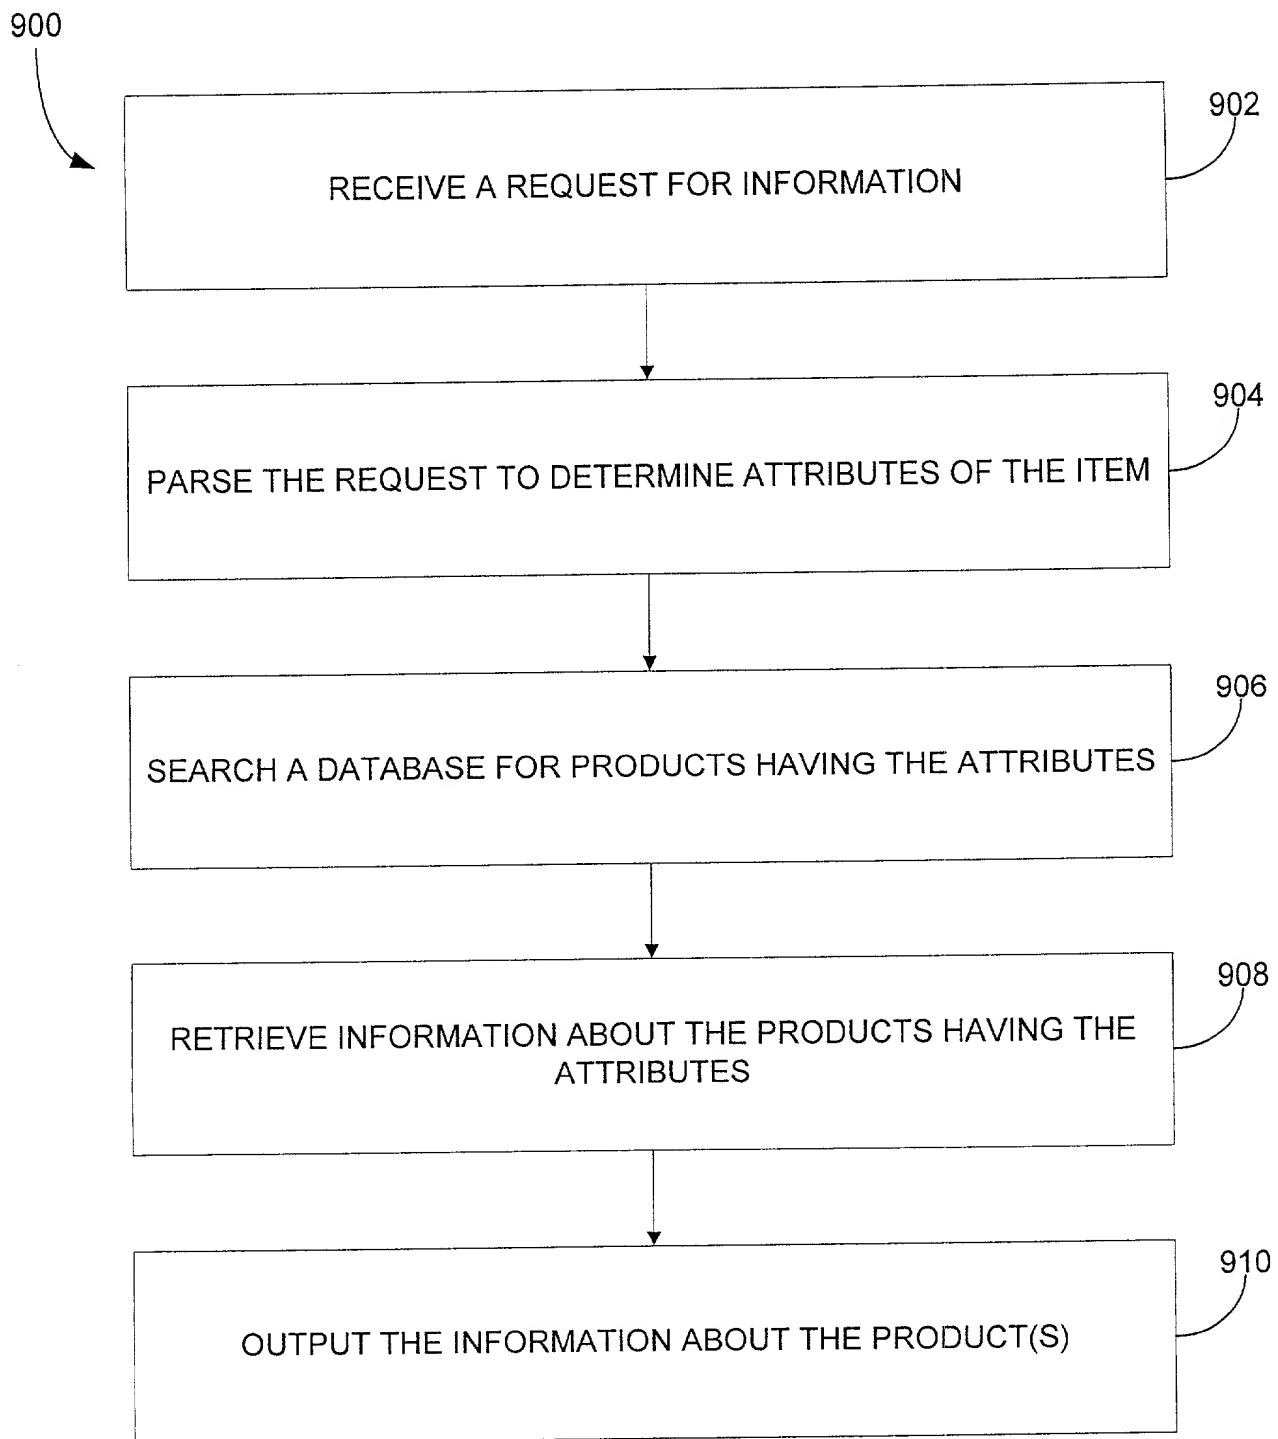 900
902
RECEIVE A REQUEST FOR INFORMATION
904
PARSE THE REQUEST TO DETERMINE ATTRIBUTES OF THE ITEM
906
SEARCH A DATABASE FOR PRODUCTS HAVING THE ATTRIBUTES
908
RETRIEVE INFORMATION ABOUT THE PRODUCTS HAVING THE
ATTRIBUTES
910
OUTPUT THE INFORMATION ABOUT THE PRODUCT(S)